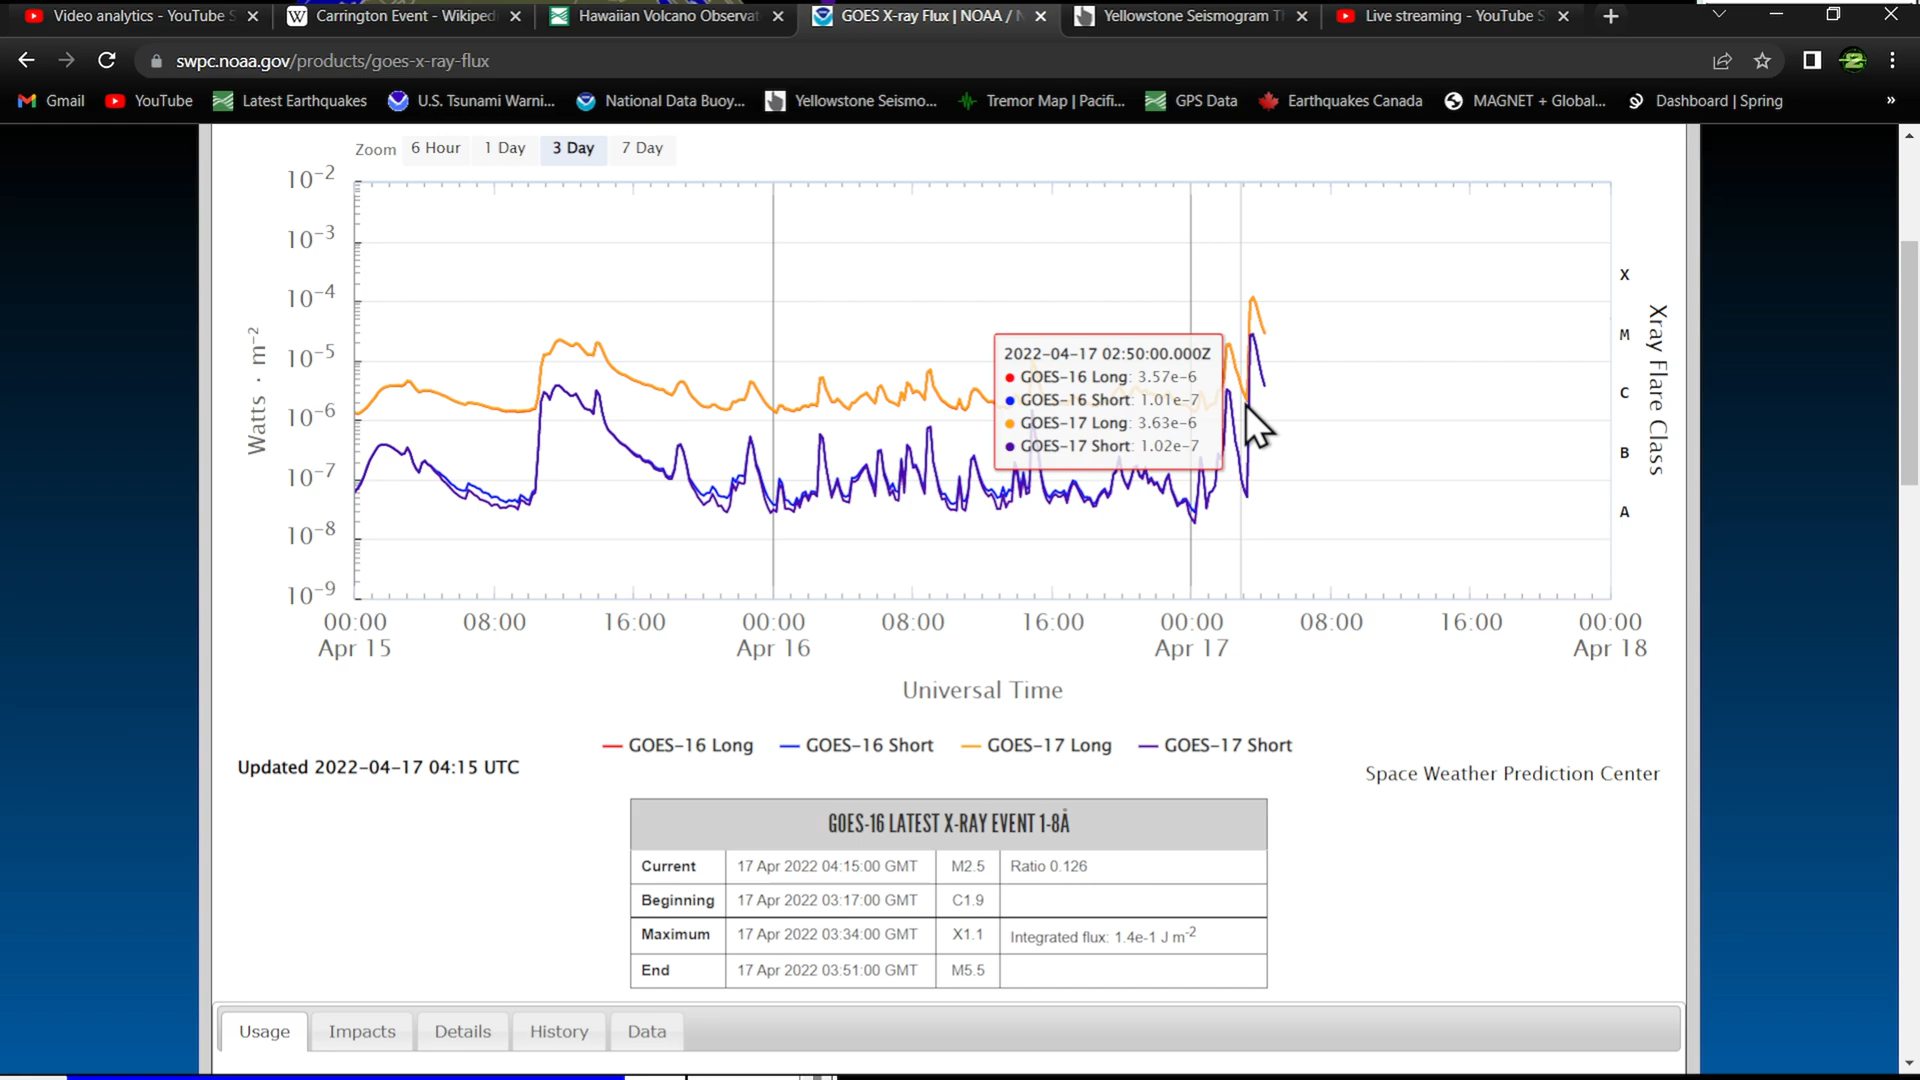 Video analytics - YouTube S
Carrington Event - Wikiped
Hawaiian Volcano Observat
GOES X-ray Flux | NOAA / N
Yellowstone Seismogram T
Live streaming - YouTube S
swpc.noaa.gov/products/goes-x-ray-flux
Gmail
YouTube
Latest Earthquakes
U.S. Tsunami Warni...
National Data Buoy...
Yellowstone Seismo...
Tremor Map | Pacifi...
GPS Data
Earthquakes Canada
MAGNET + Global...
Dashboard | Spring
»
Zoom 6 Hour 1 Day 3 Day 7 Day
10⁻²
10⁻³
10⁻⁴
10⁻⁵
10⁻⁶
10⁻⁷
10⁻⁸
10⁻⁹
Watts · m⁻²
X
M
C
B
A
Xray Flare Class
2022-04-17 02:50:00.000Z
GOES-16 Long: 3.57e-6
GOES-16 Short: 1.01e-7
GOES-17 Long: 3.63e-6
GOES-17 Short: 1.02e-7
00:00 08:00 16:00 00:00 08:00 16:00 00:00 08:00 16:00 00:00
Apr 15 Apr 16 Apr 17 Apr 18
Universal Time
GOES-16 Long GOES-16 Short GOES-17 Long GOES-17 Short
Updated 2022-04-17 04:15 UTC
Space Weather Prediction Center
GOES-16 LATEST X-RAY EVENT 1-8Å
Current 17 Apr 2022 04:15:00 GMT M2.5 Ratio 0.126
Beginning 17 Apr 2022 03:17:00 GMT C1.9
Maximum 17 Apr 2022 03:34:00 GMT X1.1 Integrated flux: 1.4e-1 J m⁻²
End 17 Apr 2022 03:51:00 GMT M5.5
Usage Impacts Details History Data